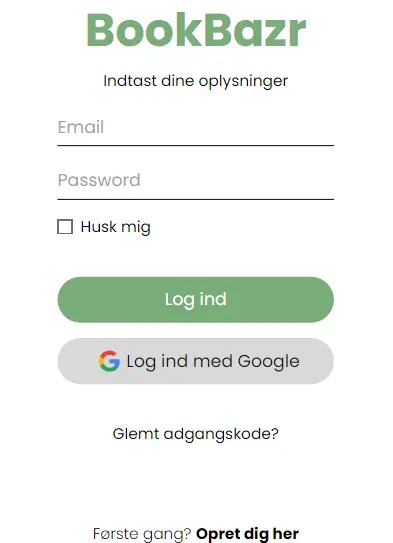 BookBazr
Indtast dine oplysninger
Email
Password
Husk mig
Log ind
Log ind med Google
Glemt adgangskode?
Første gang? Opret dig her